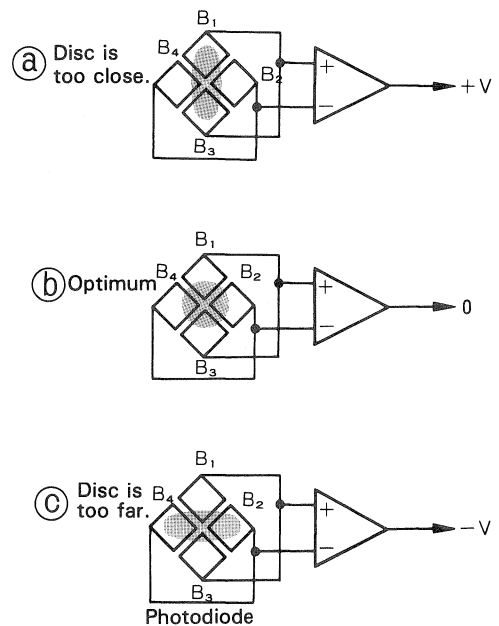 B1
a Disc is B4
too close. B2
+ +V
−
B3
B1
b Optimum B4 B2
+ 0
−
B3
B1
c Disc is B4 B2
too far.
+ −V
−
B3
Photodiode